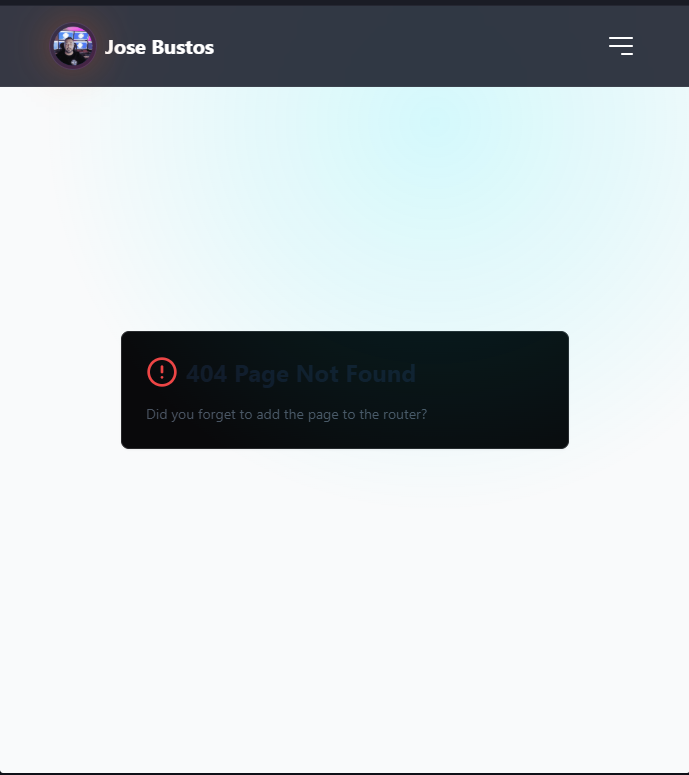 Jose Bustos
404 Page Not Found
Did you forget to add the page to the router?